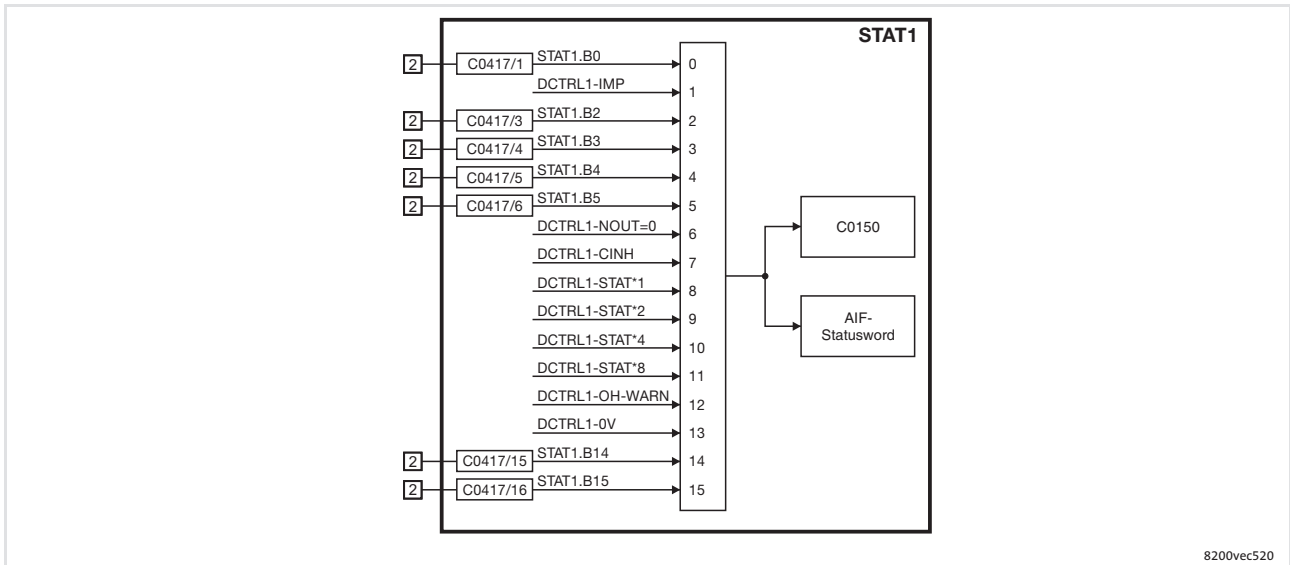 STAT1
2 C0417/1 STAT1.B0 0
DCTRL1-IMP 1
2 C0417/3 STAT1.B2 2
2 C0417/4 STAT1.B3 3
2 C0417/5 STAT1.B4 4
2 C0417/6 STAT1.B5 5
DCTRL1-NOUT=0 6
DCTRL1-CINH 7
DCTRL1-STAT*1 8
DCTRL1-STAT*2 9
DCTRL1-STAT*4 10
DCTRL1-STAT*8 11
DCTRL1-OH-WARN 12
DCTRL1-0V 13
2 C0417/15 STAT1.B14 14
2 C0417/16 STAT1.B15 15
C0150
AIF-
Statusword
8200vec520